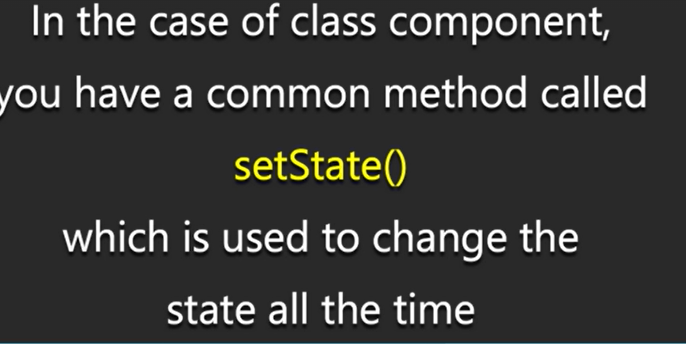 In the case of class component,
you have a common method called
setState()
which is used to change the
state all the time